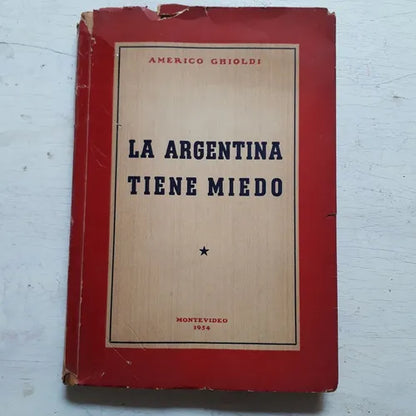 AMERICO GHIOLDI
LA ARGENTINA
TIENE MIEDO
MONTEVIDEO
1954